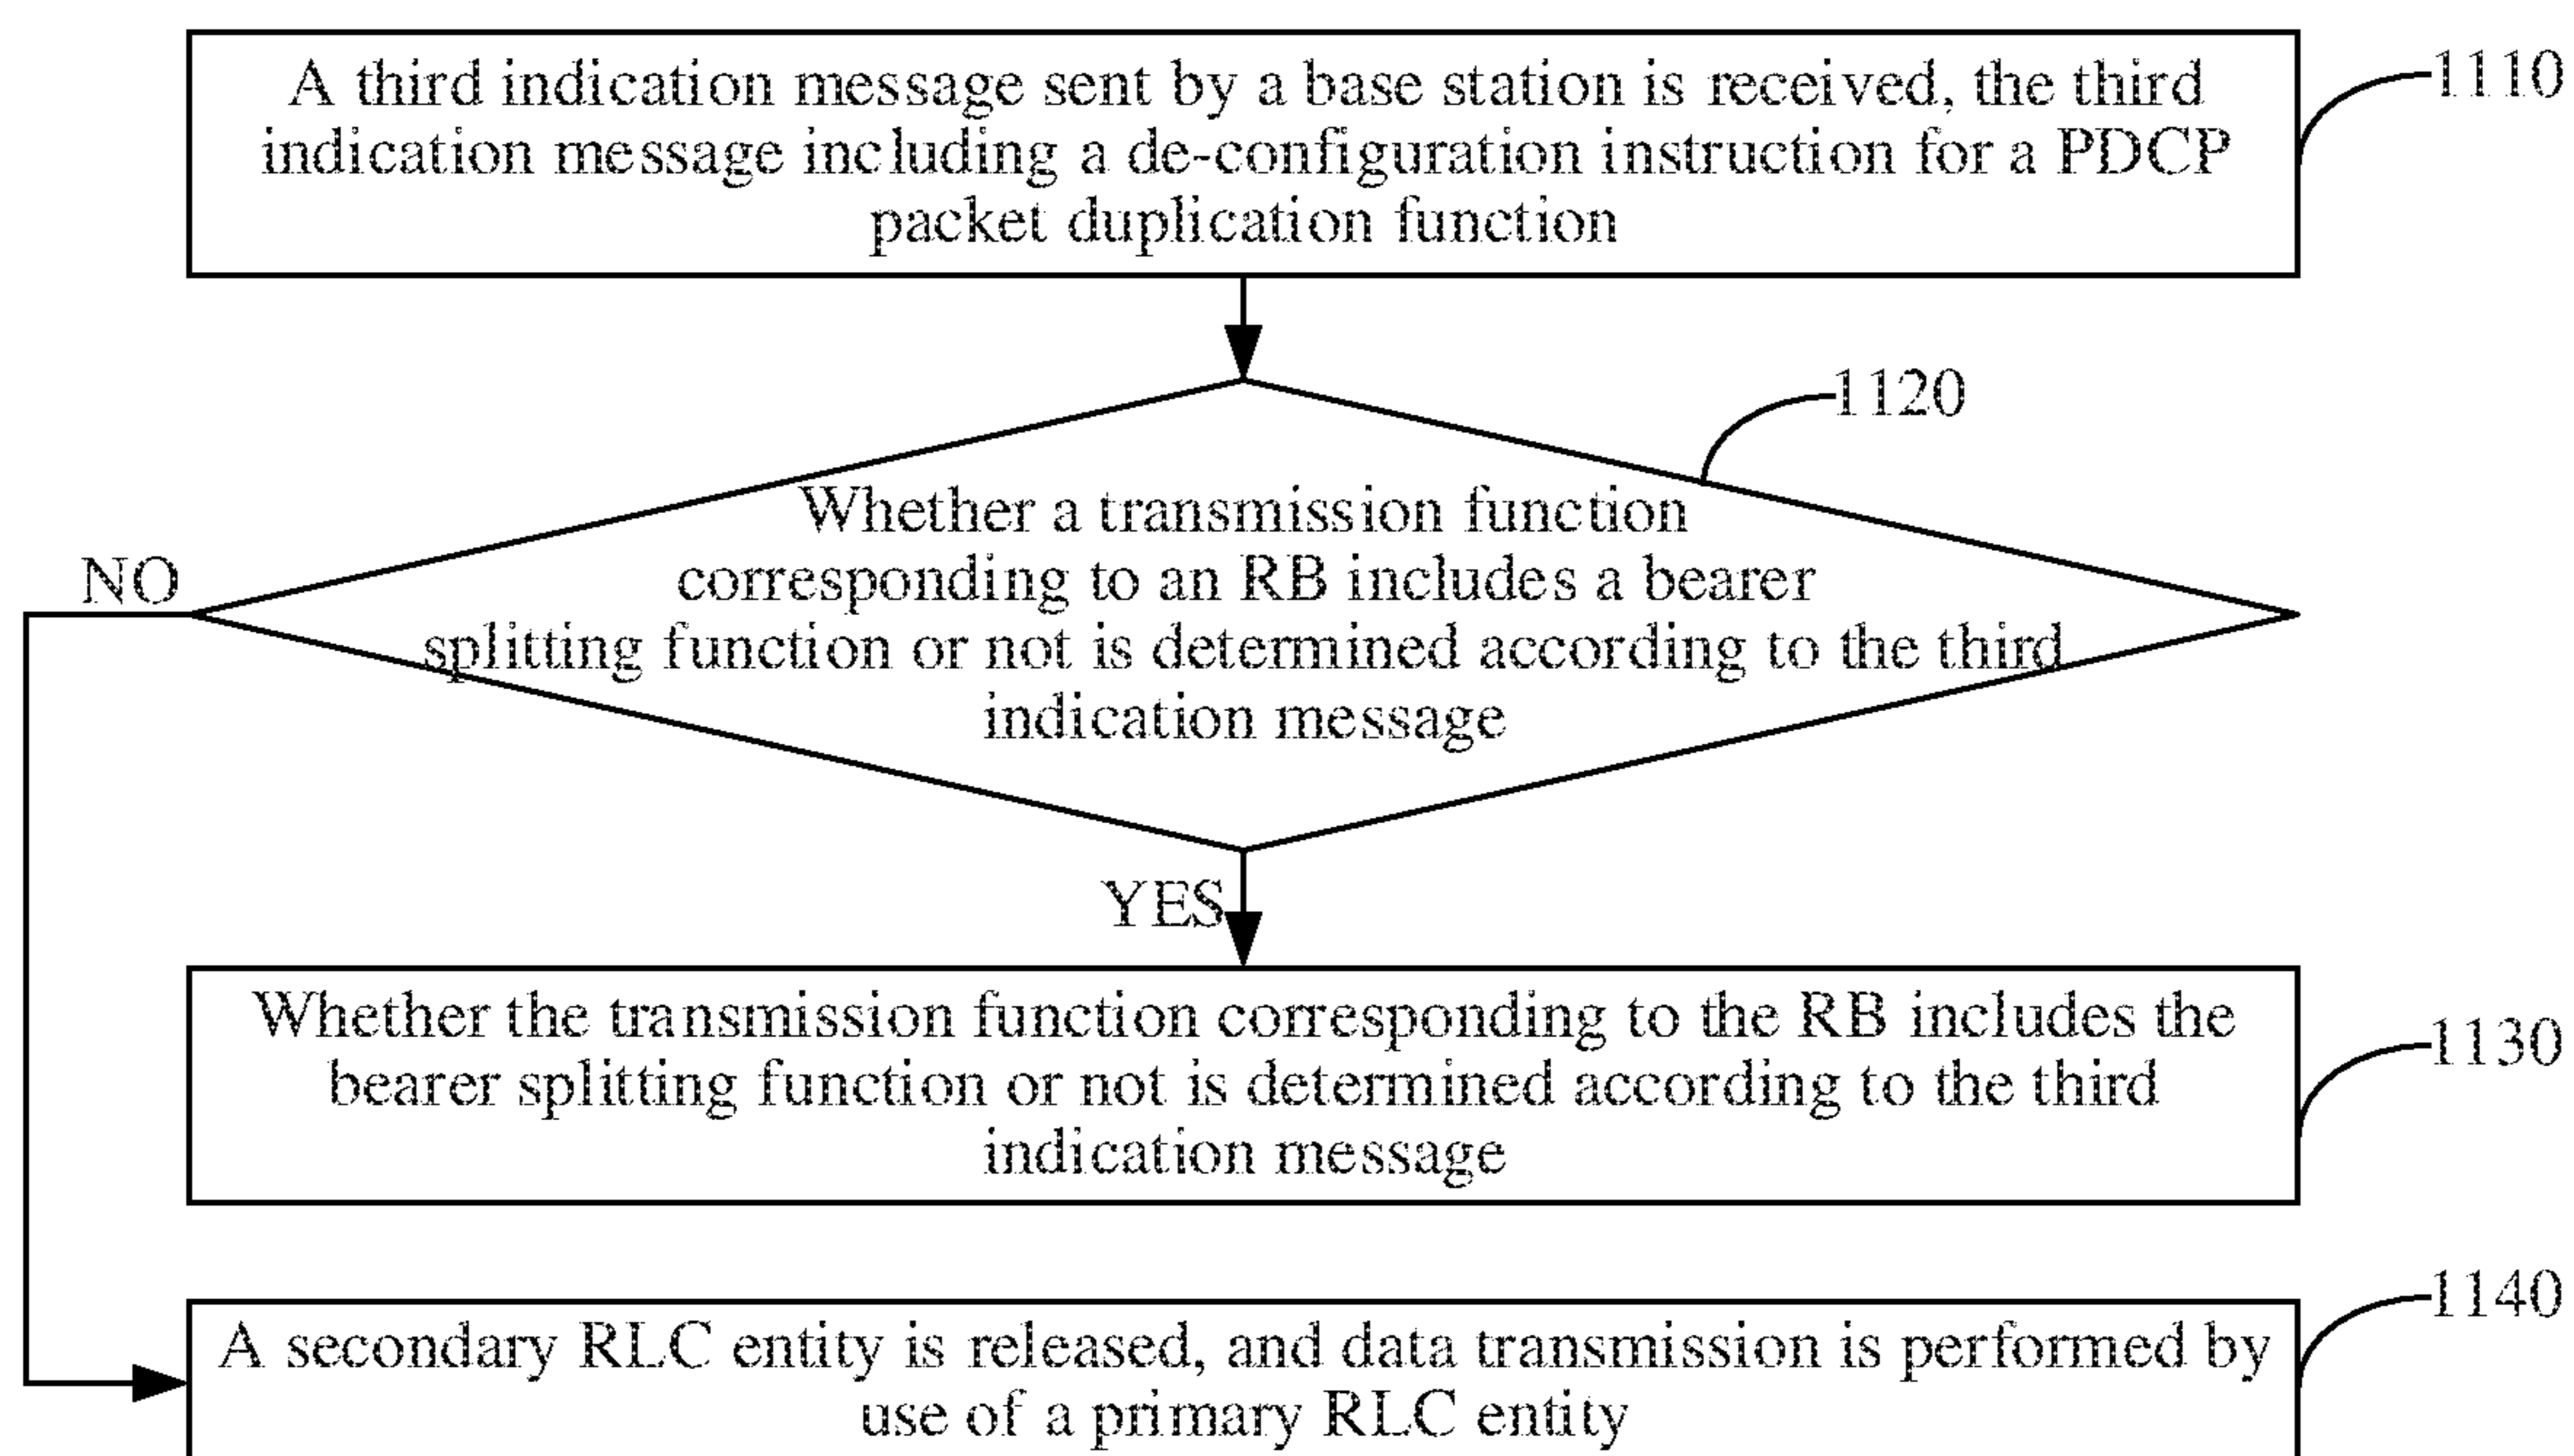 A third indication message sent by a base station is received, the third
indication message including a de-configuration instruction for a PDCP
packet duplication function
1110
1120
Whether a transmission function
corresponding to an RB includes a bearer
splitting function or not is determined according to the third
indication message
NO
YES
Whether the transmission function corresponding to the RB includes the
bearer splitting function or not is determined according to the third
indication message
1130
A secondary RLC entity is released, and data transmission is performed by
use of a primary RLC entity
1140